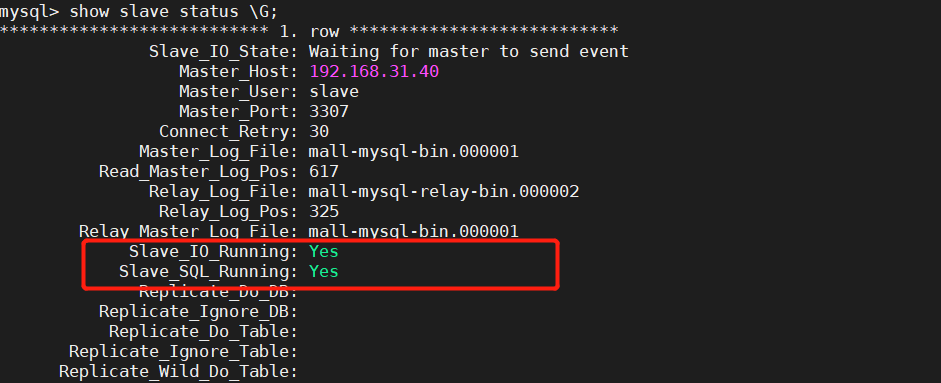 mysql> show slave status \G;
*************************** 1. row ***************************
Slave_IO_State: Waiting for master to send event
Master_Host: 192.168.31.40
Master_User: slave
Master_Port: 3307
Connect_Retry: 30
Master_Log_File: mall-mysql-bin.000001
Read_Master_Log_Pos: 617
Relay_Log_File: mall-mysql-relay-bin.000002
Relay_Log_Pos: 325
Relay_Master_Log_File: mall-mysql-bin.000001
Slave_IO_Running: Yes
Slave_SQL_Running: Yes
Replicate_Do_DB:
Replicate_Ignore_DB:
Replicate_Do_Table:
Replicate_Ignore_Table:
Replicate_Wild_Do_Table: